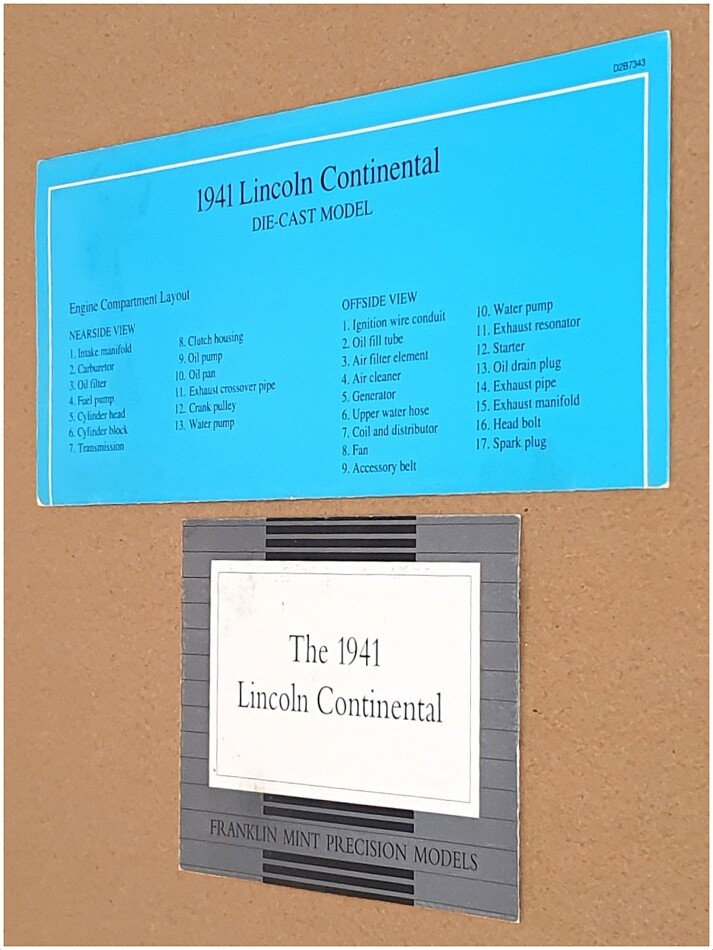 D2B7343
1941 Lincoln Continental
DIE-CAST MODEL
Engine Compartment Layout
NEARSIDE VIEW
1. Intake manifold
2. Carburetor
3. Oil filter
4. Fuel pump
5. Cylinder head
6. Cylinder block
7. Transmission
8. Clutch housing
9. Oil pump
10. Oil pan
11. Exhaust crossover pipe
12. Crank pulley
13. Water pump
OFFSIDE VIEW
1. Ignition wire conduit
2. Oil fill tube
3. Air filter element
4. Air cleaner
5. Generator
6. Upper water hose
7. Coil and distributor
8. Fan
9. Accessory belt
10. Water pump
11. Exhaust resonator
12. Starter
13. Oil drain plug
14. Exhaust pipe
15. Exhaust manifold
16. Head bolt
17. Spark plug
The 1941
Lincoln Continental
FRANKLIN MINT PRECISION MODELS